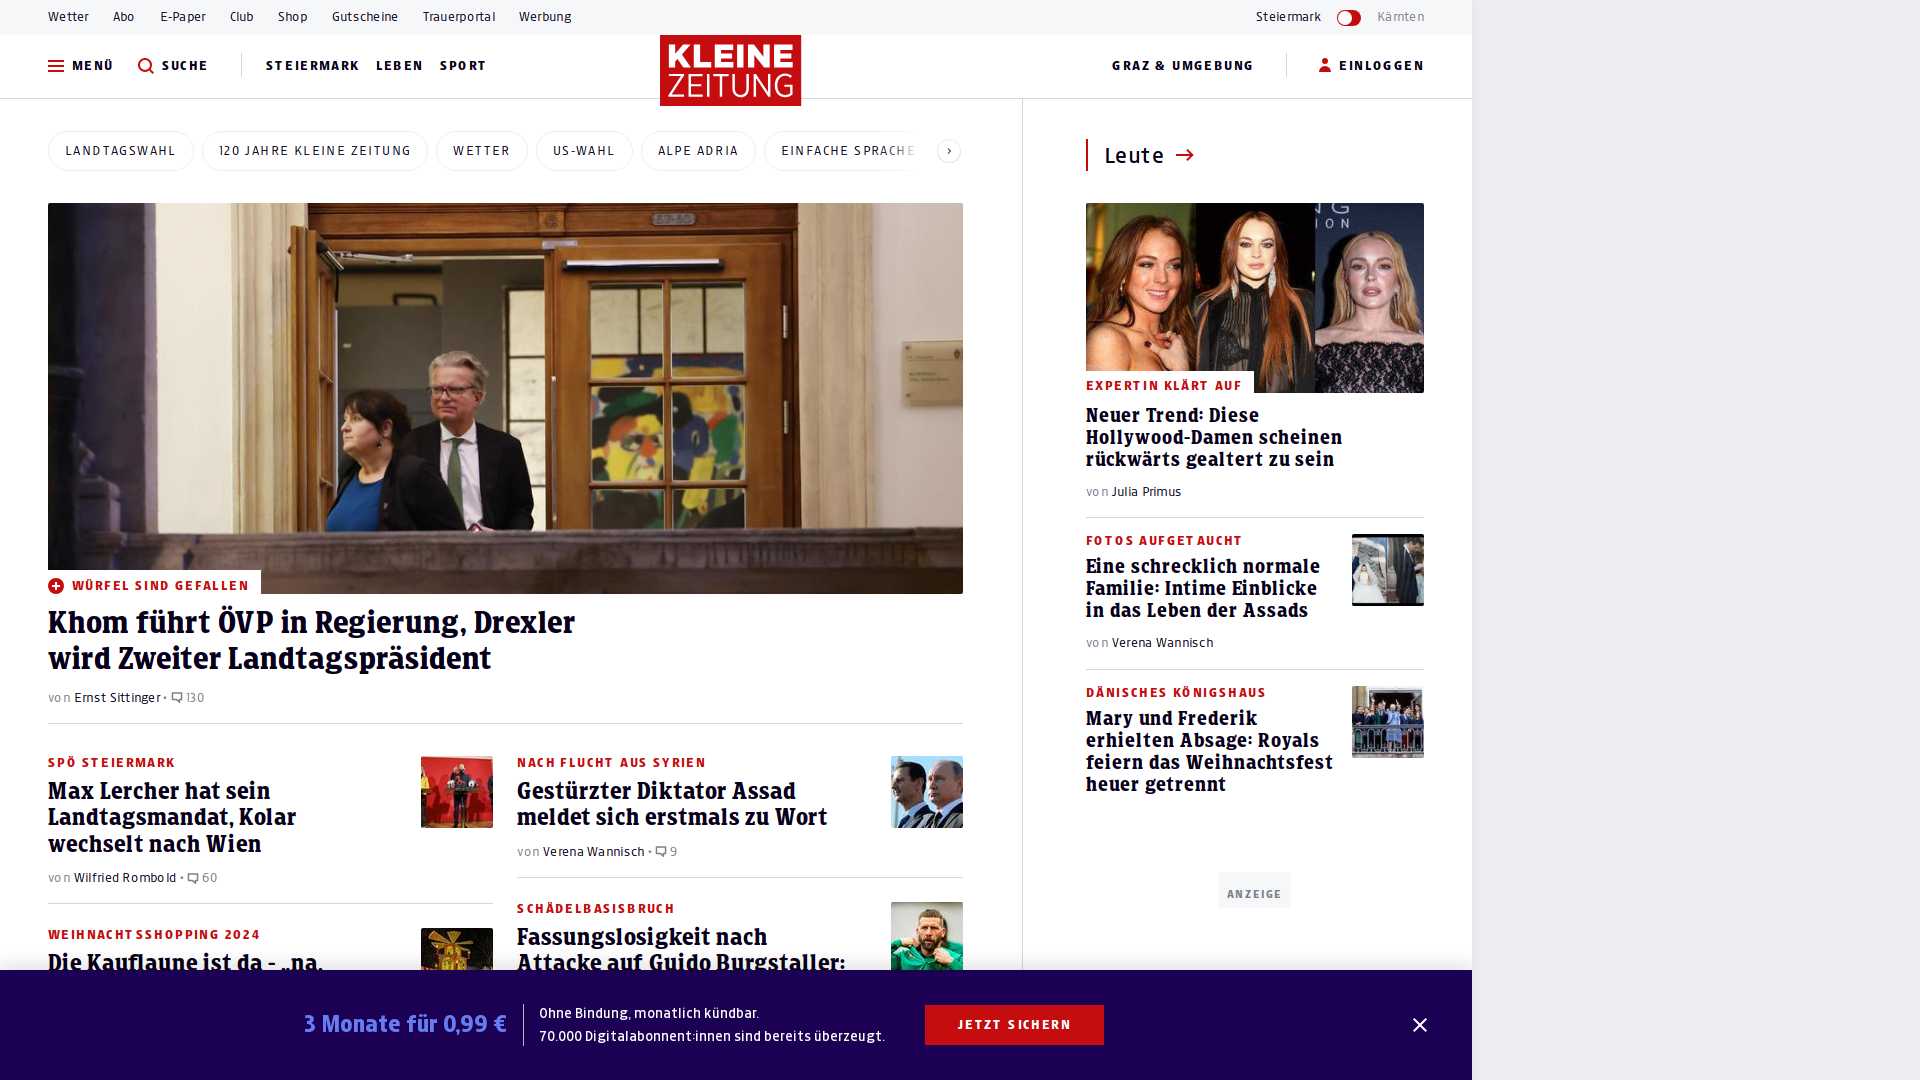 Wetter Abo E-Paper Club Shop Gutscheine Trauerportal Werbung Steiermark Kärnten
MENÜ SUCHE STEIERMARK LEBEN SPORT KLEINE ZEITUNG GRAZ & UMGEBUNG EINLOGGEN
LANDTAGSWAHL 120 JAHRE KLEINE ZEITUNG WETTER US-WAHL ALPE ADRIA EINFACHE SPRACHE
WÜRFEL SIND GEFALLEN
Khom führt ÖVP in Regierung, Drexler
wird Zweiter Landtagspräsident
von Ernst Sittinger • 130
SPÖ STEIERMARK
Max Lercher hat sein
Landtagsmandat, Kolar
wechselt nach Wien
von Wilfried Rombold • 60
WEIHNACHTSSHOPPING 2024
Die Kauflaune ist da – „na,
NACH FLUCHT AUS SYRIEN
Gestürzter Diktator Assad
meldet sich erstmals zu Wort
von Verena Wannisch • 9
SCHÄDELBASISBRUCH
Fassungslosigkeit nach
Attacke auf Guido Burgstaller:
Leute
EXPERTIN KLÄRT AUF
Neuer Trend: Diese
Hollywood-Damen scheinen
rückwärts gealtert zu sein
von Julia Primus
FOTOS AUFGETAUCHT
Eine schrecklich normale
Familie: Intime Einblicke
in das Leben der Assads
von Verena Wannisch
DÄNISCHES KÖNIGSHAUS
Mary und Frederik
erhielten Absage: Royals
feiern das Weihnachtsfest
heuer getrennt
ANZEIGE
3 Monate für 0,99 €
Ohne Bindung, monatlich kündbar.
70.000 Digitalabonnent:innen sind bereits überzeugt.
JETZT SICHERN